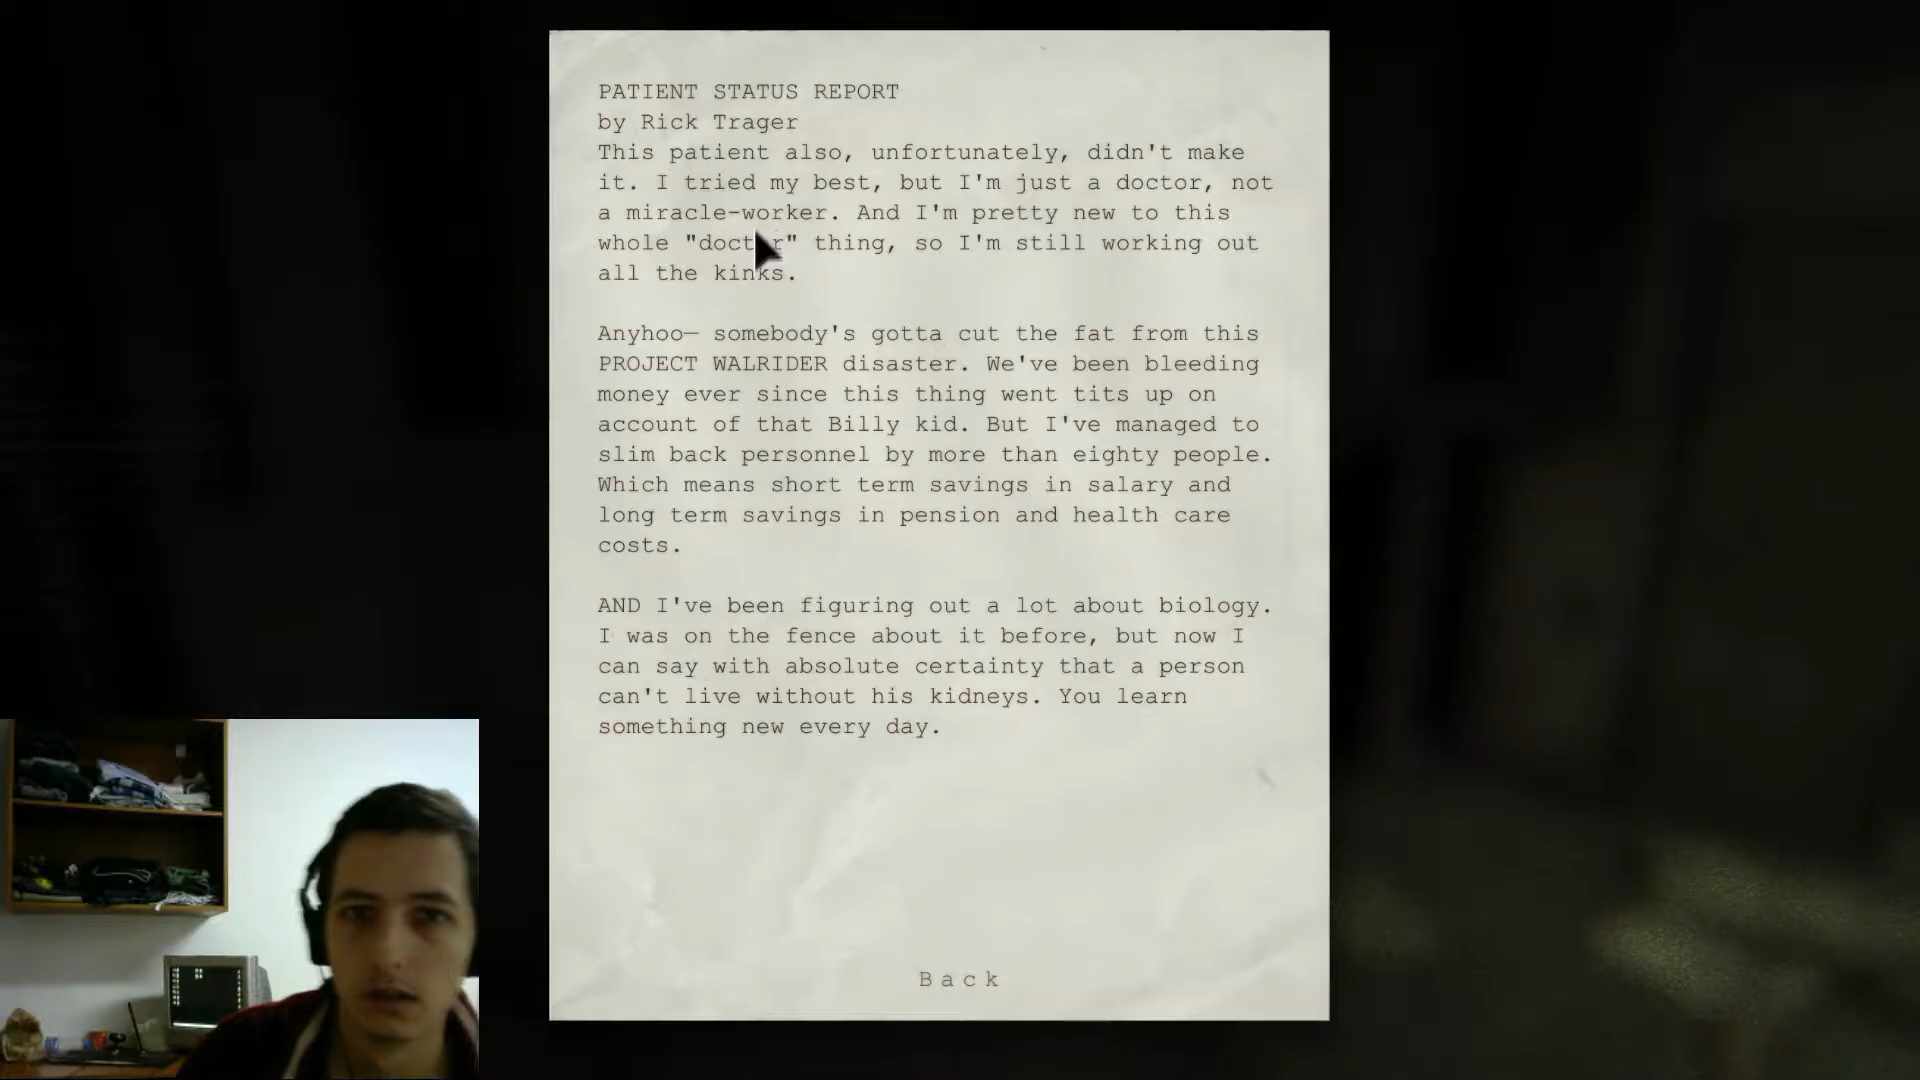 PATIENT STATUS REPORT
by Rick Trager
This patient also, unfortunately, didn't make
it. I tried my best, but I'm just a doctor, not
a miracle-worker. And I'm pretty new to this
whole "doctor" thing, so I'm still working out
all the kinks.
Anyhoo— somebody's gotta cut the fat from this
PROJECT WALRIDER disaster. We've been bleeding
money ever since this thing went tits up on
account of that Billy kid. But I've managed to
slim back personnel by more than eighty people.
Which means short term savings in salary and
long term savings in pension and health care
costs.
AND I've been figuring out a lot about biology.
I was on the fence about it before, but now I
can say with absolute certainty that a person
can't live without his kidneys. You learn
something new every day.
Back